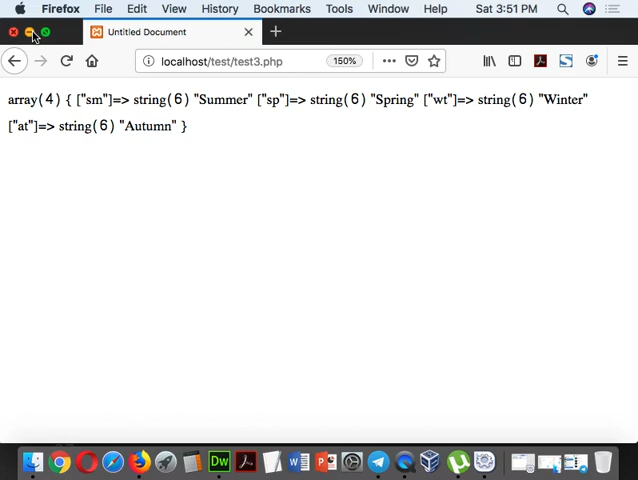 Firefox File Edit View History Bookmarks Tools Window Help Sat 3:51 PM
Untitled Document
localhost/test/test3.php 150%
array(4) { ["sm"]=> string(6) "Summer" ["sp"]=> string(6) "Spring" ["wt"]=> string(6) "Winter"
["at"]=> string(6) "Autumn" }
Dw W P